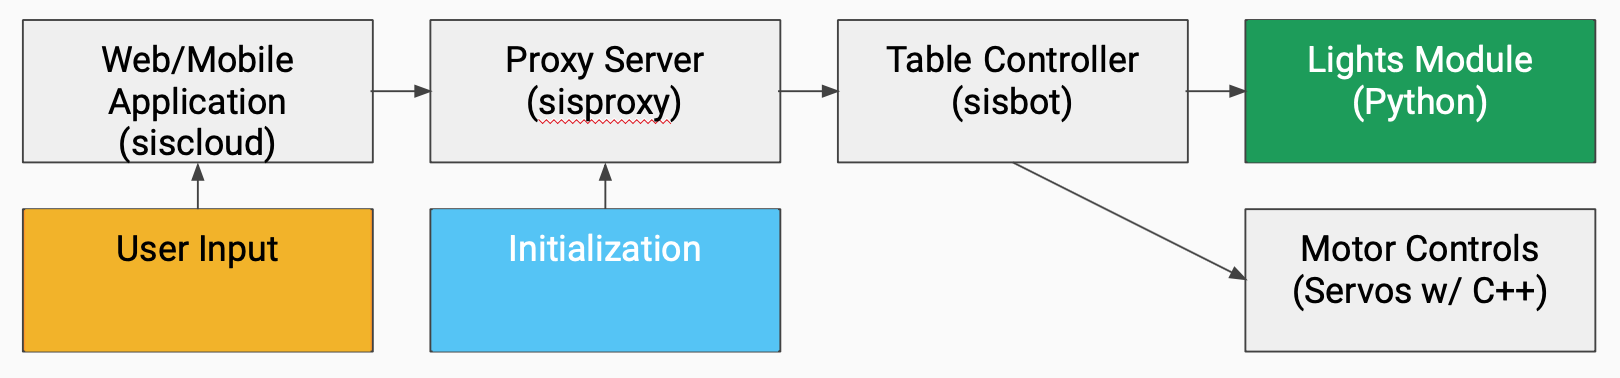 Web/Mobile
Application
(siscloud)
Proxy Server
(sisproxy)
Table Controller
(sisbot)
Lights Module
(Python)
User Input
Initialization
Motor Controls
(Servos w/ C++)